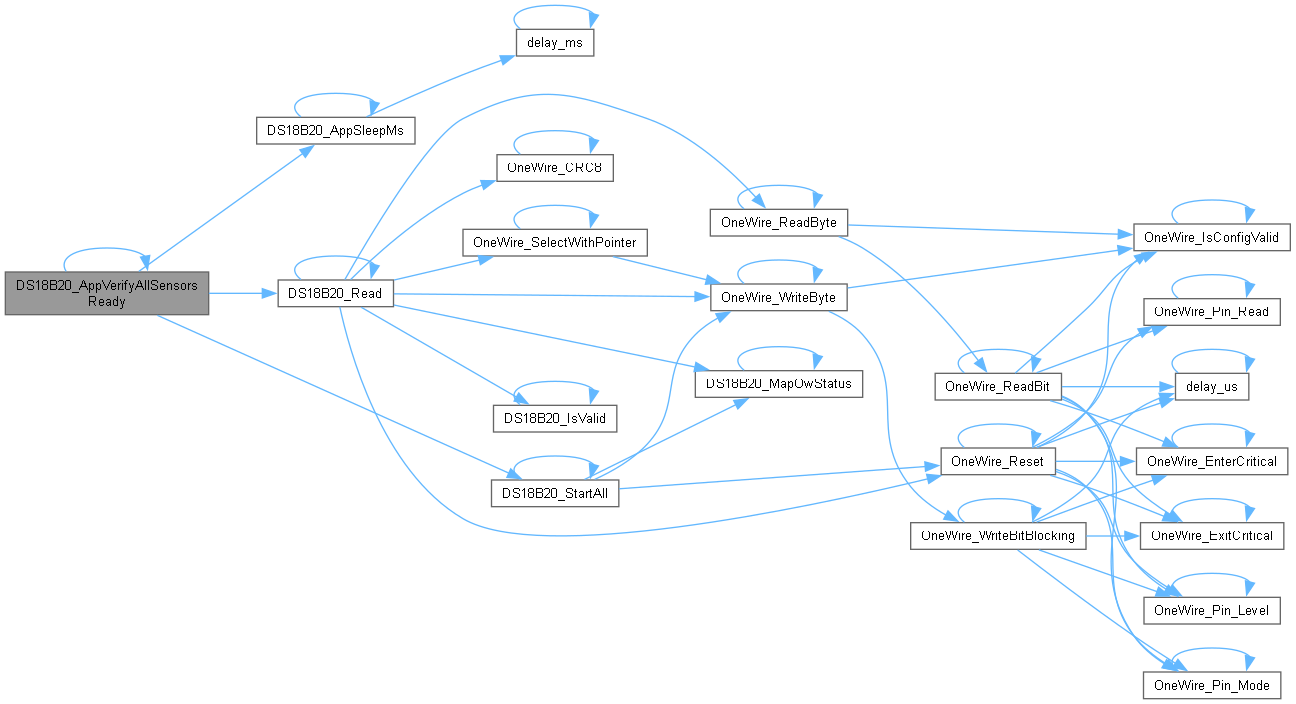 delay_ms
DS18B20_AppSleepMs
OneWire_CRC8
OneWire_ReadByte
OneWire_SelectWithPointer
OneWire_IsConfigValid
DS18B20_AppVerifyAllSensors
Ready
DS18B20_Read
OneWire_WriteByte
OneWire_Pin_Read
DS18B20_MapOwStatus
OneWire_ReadBit
delay_us
DS18B20_IsValid
OneWire_Reset
OneWire_EnterCritical
DS18B20_StartAll
OneWire_WriteBitBlocking
OneWire_ExitCritical
OneWire_Pin_Level
OneWire_Pin_Mode